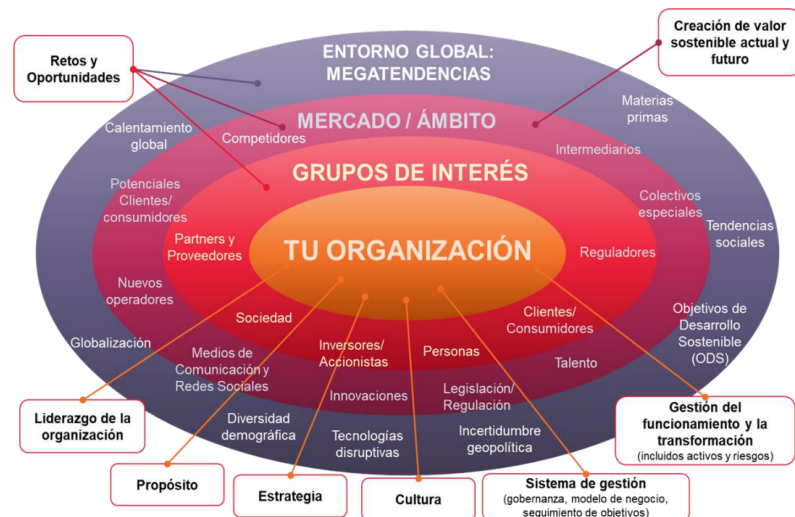 Retos y
Oportunidades
ENTORNO GLOBAL:
MEGATENDENCIAS
Creación de valor
sostenible actual y
futuro
Materias
primas
Calentamiento
global
Competidores
MERCADO / ÁMBITO
Intermediarios
Potenciales
Clientes/
consumidores
GRUPOS DE INTERÉS
Colectivos
especiales
Tendencias
sociales
Partners y
Proveedores
TU ORGANIZACIÓN
Reguladores
Nuevos
operadores
Sociedad
Clientes/
Consumidores
Objetivos de
Desarrollo
Sostenible
(ODS)
Globalización
Medios de
Comunicación y
Redes Sociales
Inversores/
Accionistas
Personas
Talento
Innovaciones
Legislación/
Regulación
Diversidad
demográfica
Tecnologías
disruptivas
Incertidumbre
geopolítica
Liderazgo de la
organización
Propósito
Estrategia
Cultura
Sistema de gestión
(gobernanza, modelo de negocio,
seguimiento de objetivos)
Gestión del
funcionamiento y la
transformación
(incluidos activos y riesgos)